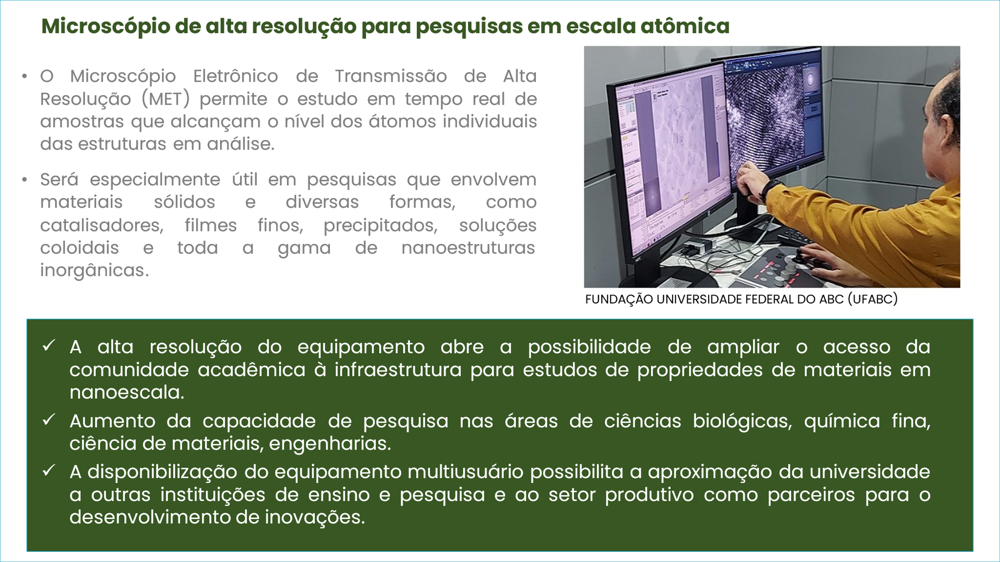 Microscópio de alta resolução para pesquisas em escala atômica
• O Microscópio Eletrônico de Transmissão de Alta
Resolução (MET) permite o estudo em tempo real de
amostras que alcançam o nível dos átomos individuais
das estruturas em análise.
• Será especialmente útil em pesquisas que envolvem
materiais sólidos e diversas formas, como
catalisadores, filmes finos, precipitados, soluções
coloidais e toda a gama de nanoestruturas
inorgânicas.
FUNDAÇÃO UNIVERSIDADE FEDERAL DO ABC (UFABC)
✓ A alta resolução do equipamento abre a possibilidade de ampliar o acesso da
comunidade acadêmica à infraestrutura para estudos de propriedades de materiais em
nanoescala.
✓ Aumento da capacidade de pesquisa nas áreas de ciências biológicas, química fina,
ciência de materiais, engenharias.
✓ A disponibilização do equipamento multiusuário possibilita a aproximação da universidade
a outras instituições de ensino e pesquisa e ao setor produtivo como parceiros para o
desenvolvimento de inovações.